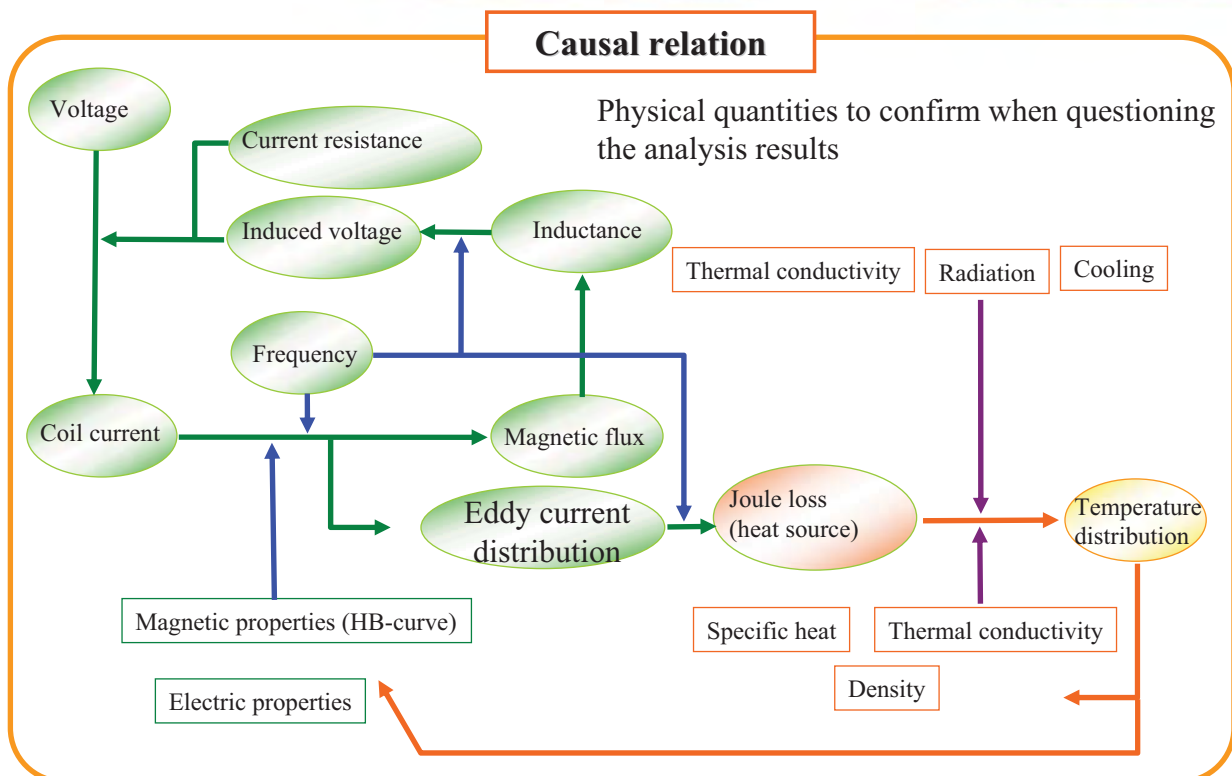 Causal relation
Voltage
Physical quantities to confirm when questioning
the analysis results
Current resistance
Induced voltage
Inductance
Thermal conductivity
Radiation
Cooling
Frequency
Coil current
Magnetic flux
Eddy current
distribution
Joule loss
(heat source)
Temperature
distribution
Magnetic properties (HB-curve)
Specific heat
Thermal conductivity
Electric properties
Density